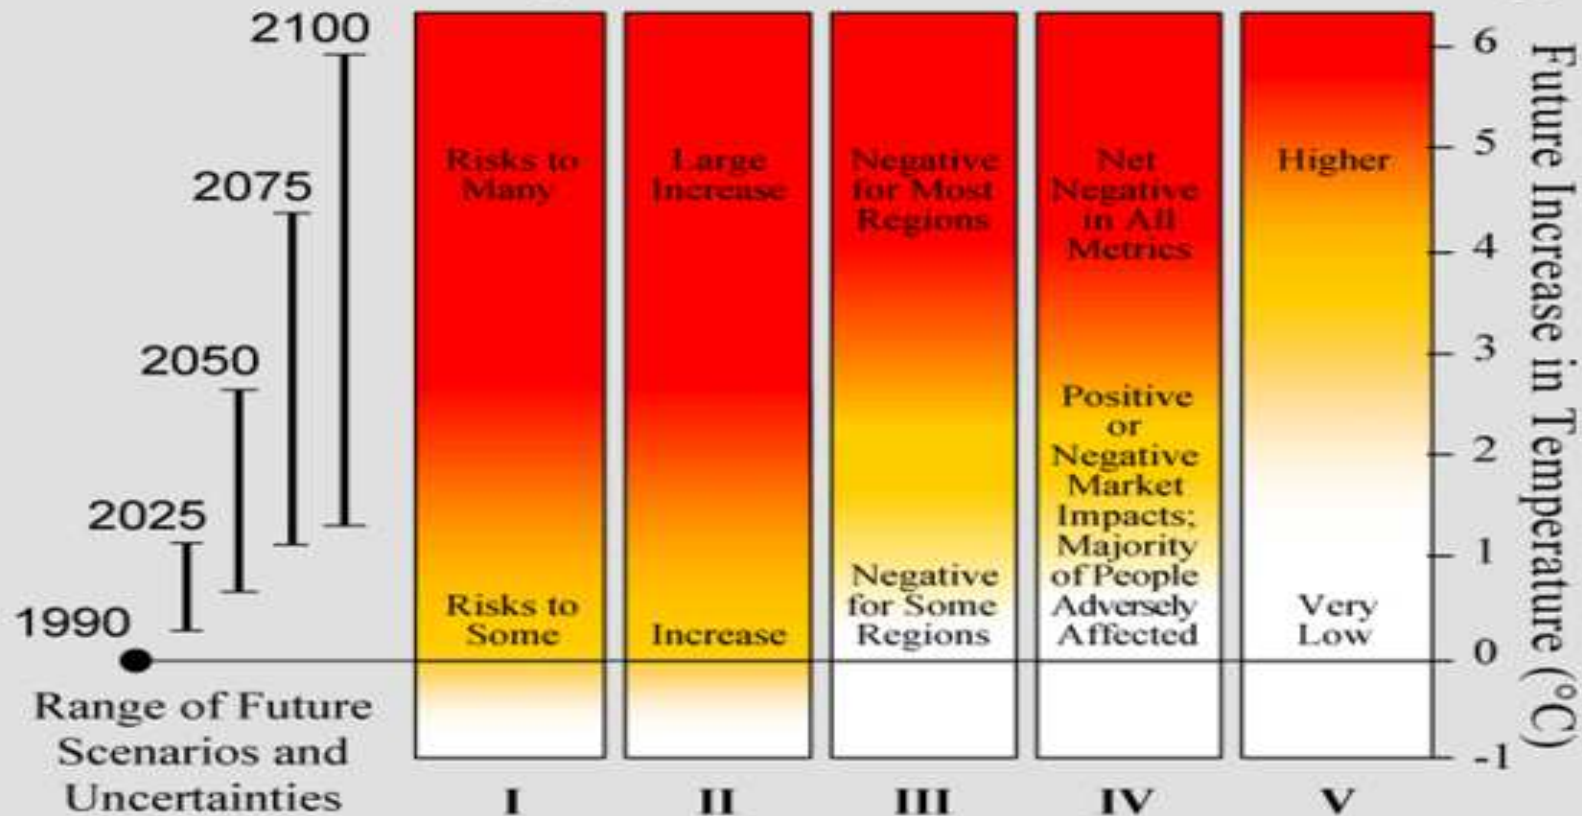 2100
2075
2050
2025
1990
Range of Future
Scenarios and
Uncertainties
Risks to
Many
Risks to
Some
I
Large
Increase
Increase
II
Negative
for Most
Regions
Negative
for Some
Regions
III
Net
Negative
in All
Metrics
Positive
or
Negative
Market
Impacts;
Majority
of People
Adversely
Affected
IV
Higher
Very
Low
V
6
5
4
3
2
1
0
-1
Future Increase in Temperature (°C)